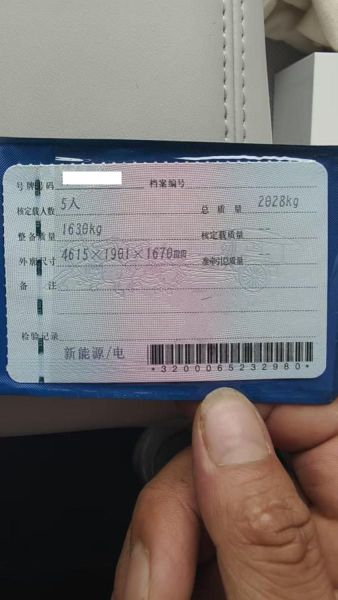 号牌号码 档案编号
核定载人数 5人 总质量 2028kg
整备质量 1630kg 核定载质量 --
外廓尺寸 4615×1901×1670mm 准牵引总质量 --
备注
检验记录
新能源/电
*3200065232980*